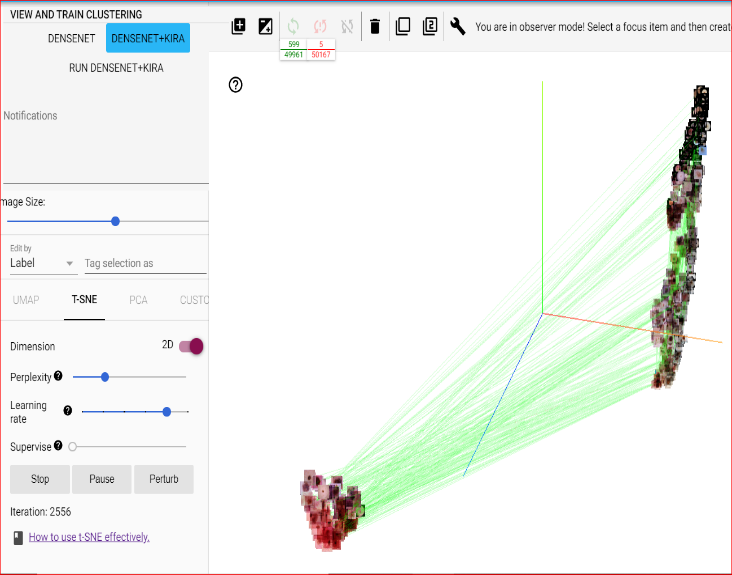 VIEW AND TRAIN CLUSTERING
DENSENET DENSENET+KIRA
RUN DENSENET+KIRA
599 5
49961 50167
You are in observer mode! Select a focus item and then creat
Notifications
mage Size:
Edit by
Label Tag selection as
UMAP T-SNE PCA CUSTO
Dimension 2D
Perplexity ?
Learning
rate ?
Supervise ?
Stop Pause Perturb
Iteration: 2556
How to use t-SNE effectively.